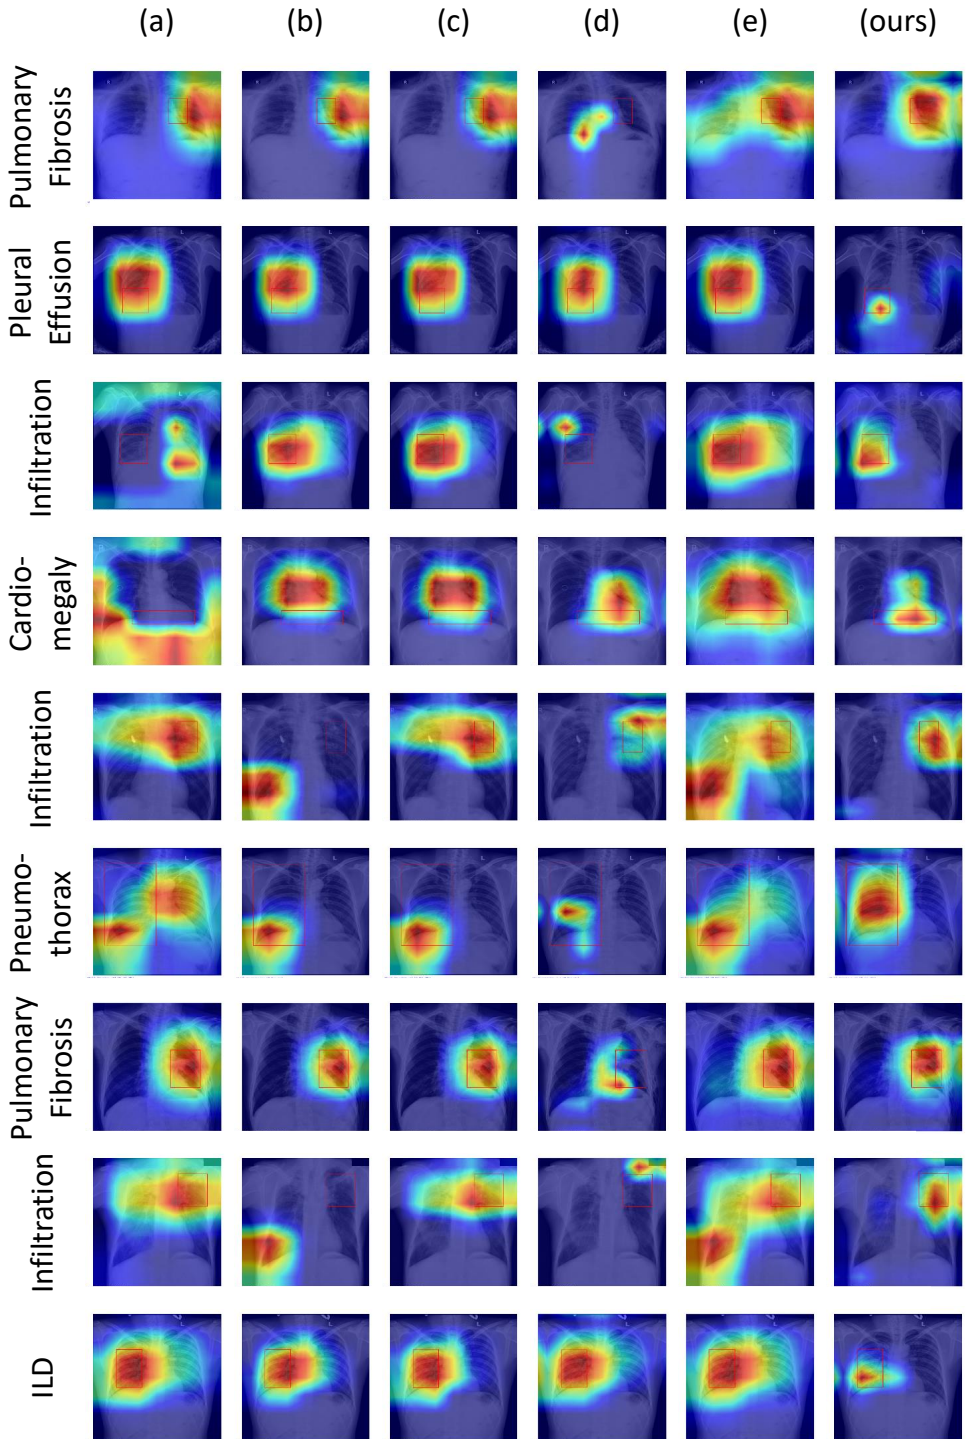 (a) (b) (c) (d) (e) (ours)
Pulmonary
Fibrosis
Pleural
Effusion
Infiltration
Cardio-
megaly
Infiltration
Pneumo-
thorax
Pulmonary
Fibrosis
Infiltration
ILD